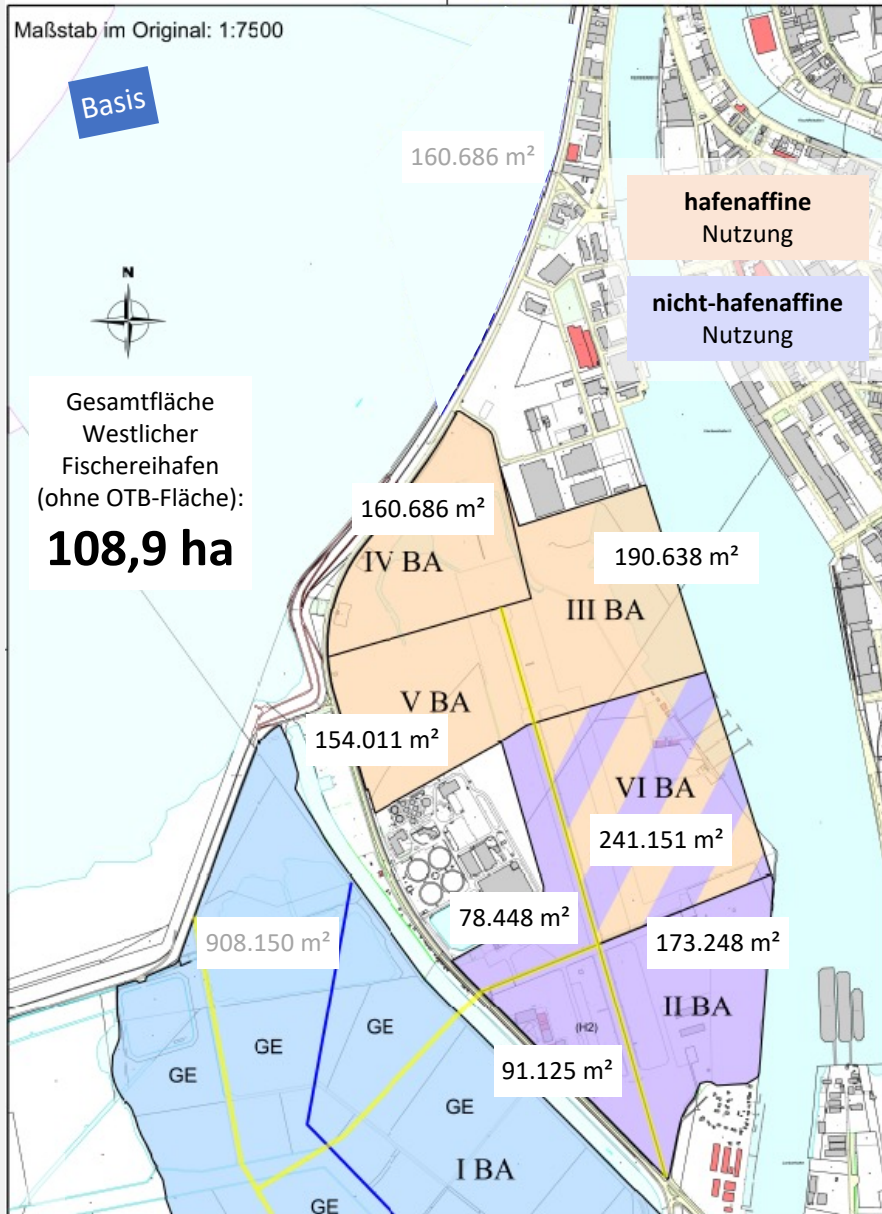 Maßstab im Original: 1:7500
Basis
160.686 m²
hafenaffine
Nutzung
nicht-hafenaffine
Nutzung
N
Gesamtfläche
Westlicher
Fischereihafen
(ohne OTB-Fläche):
108,9 ha
160.686 m²
IV BA
190.638 m²
III BA
V BA
154.011 m²
VI BA
241.151 m²
78.448 m²
908.150 m²
173.248 m²
II BA
(H2)
GE
GE
GE
91.125 m²
GE
I BA
GE